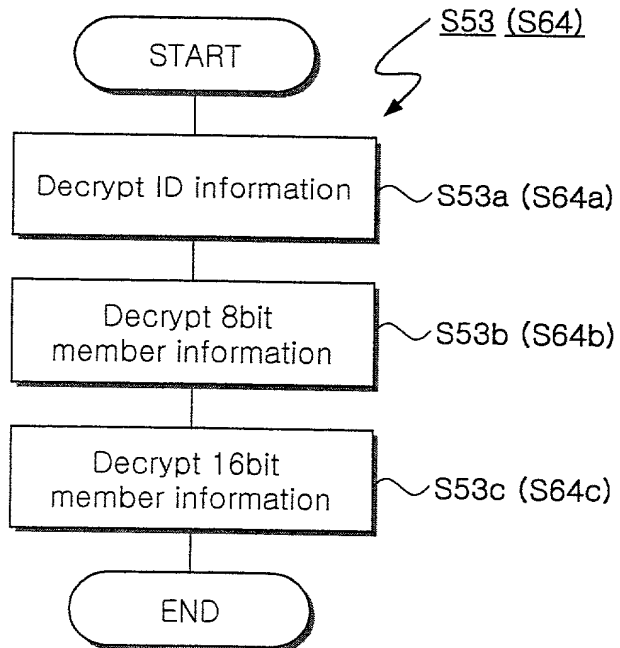 S53 (S64)
START
Decrypt ID information
S53a (S64a)
Decrypt 8bit
member information
S53b (S64b)
Decrypt 16bit
member information
S53c (S64c)
END